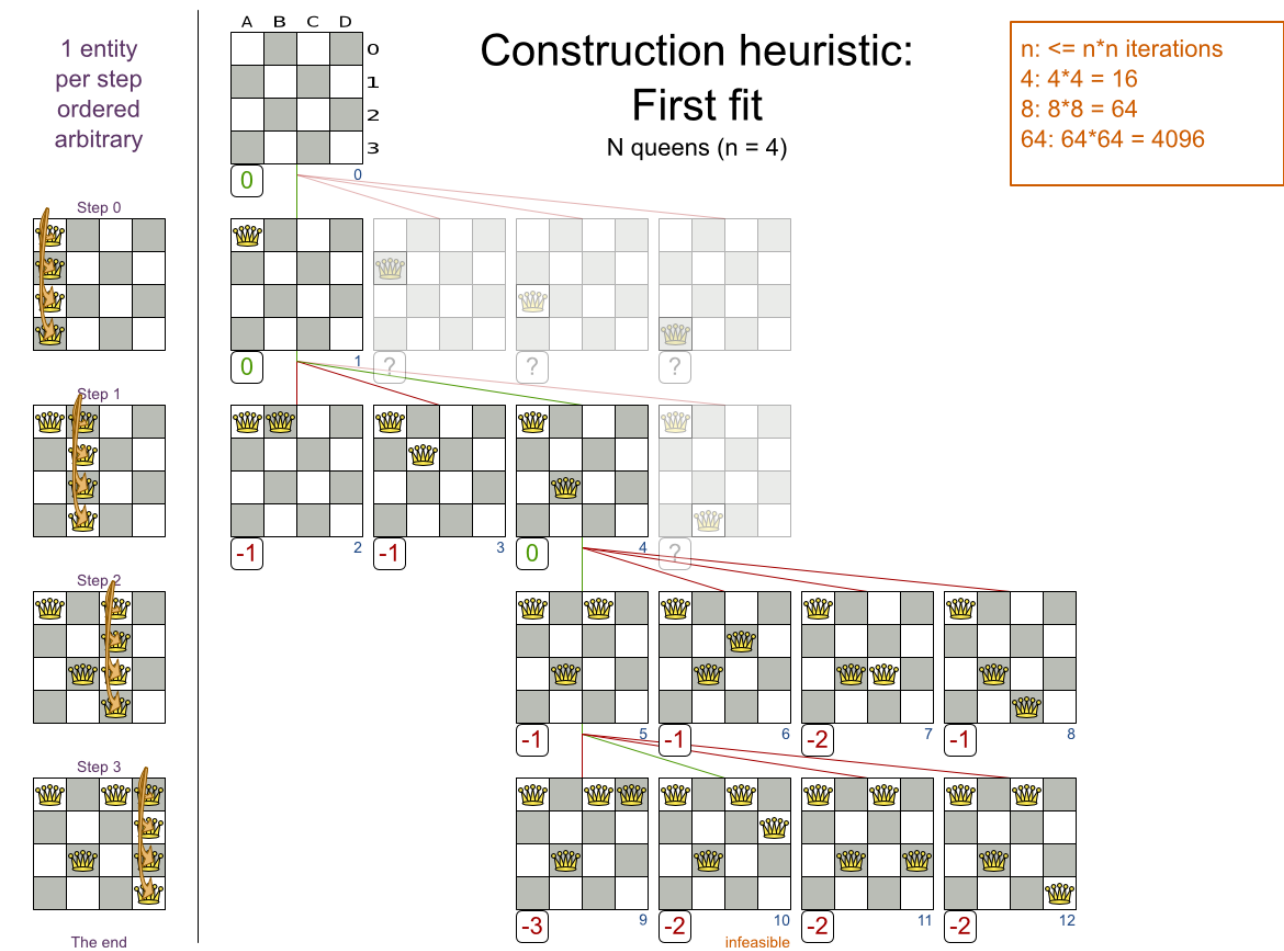 1 entity
per step
ordered
arbitrary
A B C D
0
1
2
3
0
0
Construction heuristic:
First fit
N queens (n = 4)
n: <= n*n iterations
4: 4*4 = 16
8: 8*8 = 64
64: 64*64 = 4096
Step 0
0
1
?
?
?
Step 1
-1
2
-1
3
0
4
?
Step 2
-1
5
-1
6
-2
7
-1
8
Step 3
-3
9
-2
10
infeasible
-2
11
-2
12
The end